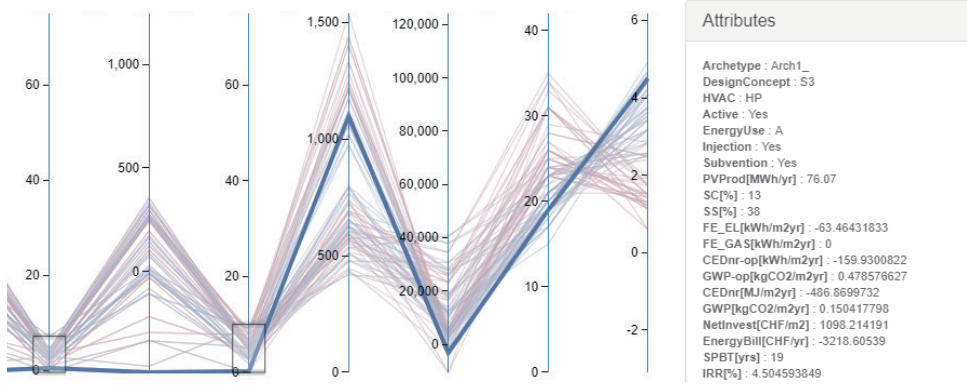 1,500
120,000
40
6
Attributes
60
1,000
60
100,000
4
Archetype : Arch1_
DesignConcept : S3
HVAC : HP
Active : Yes
EnergyUse : A
Injection : Yes
Subvention : Yes
PVProd[MWh/yr] : 76.07
SC[%] : 13
SS[%] : 38
FE_EL[kWh/m2yr] : -63.46431833
FE_GAS[kWh/m2yr] : 0
CEDnr-op[kWh/m2yr] : -159.9300822
GWP-op[kgCO2/m2yr] : 0.478576627
CEDnr[MJ/m2yr] : -486.8699732
GWP[kgCO2/m2yr] : 0.150417798
NetInvest[CHF/m2] : 1098.214191
EnergyBill[CHF/yr] : -3218.60539
SPBT[yrs] : 19
IRR[%] : 4.504593849
1,000
80,000
30
40
500
40
60,000
2
20
500
40,000
0
20
0
20
20,000
10
0
-2
0
0
0
0